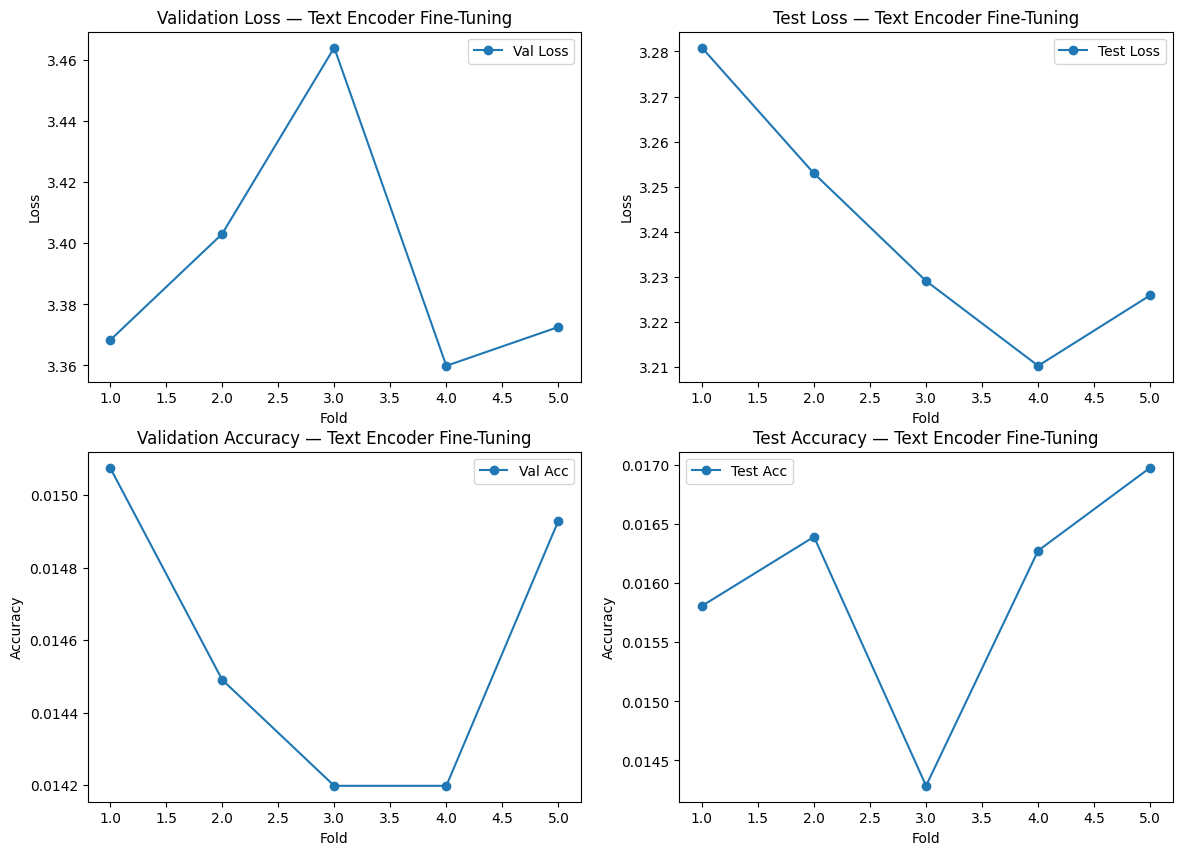 Validation Loss — Text Encoder Fine-Tuning
Val Loss
3.46
3.44
3.42
3.40
3.38
3.36
Loss
1.0 1.5 2.0 2.5 3.0 3.5 4.0 4.5 5.0
Fold
Test Loss — Text Encoder Fine-Tuning
Test Loss
3.28
3.27
3.26
3.25
3.24
3.23
3.22
3.21
Loss
1.0 1.5 2.0 2.5 3.0 3.5 4.0 4.5 5.0
Fold
Validation Accuracy — Text Encoder Fine-Tuning
Val Acc
0.0150
0.0148
0.0146
0.0144
0.0142
Accuracy
1.0 1.5 2.0 2.5 3.0 3.5 4.0 4.5 5.0
Fold
Test Accuracy — Text Encoder Fine-Tuning
Test Acc
0.0170
0.0165
0.0160
0.0155
0.0150
0.0145
Accuracy
1.0 1.5 2.0 2.5 3.0 3.5 4.0 4.5 5.0
Fold